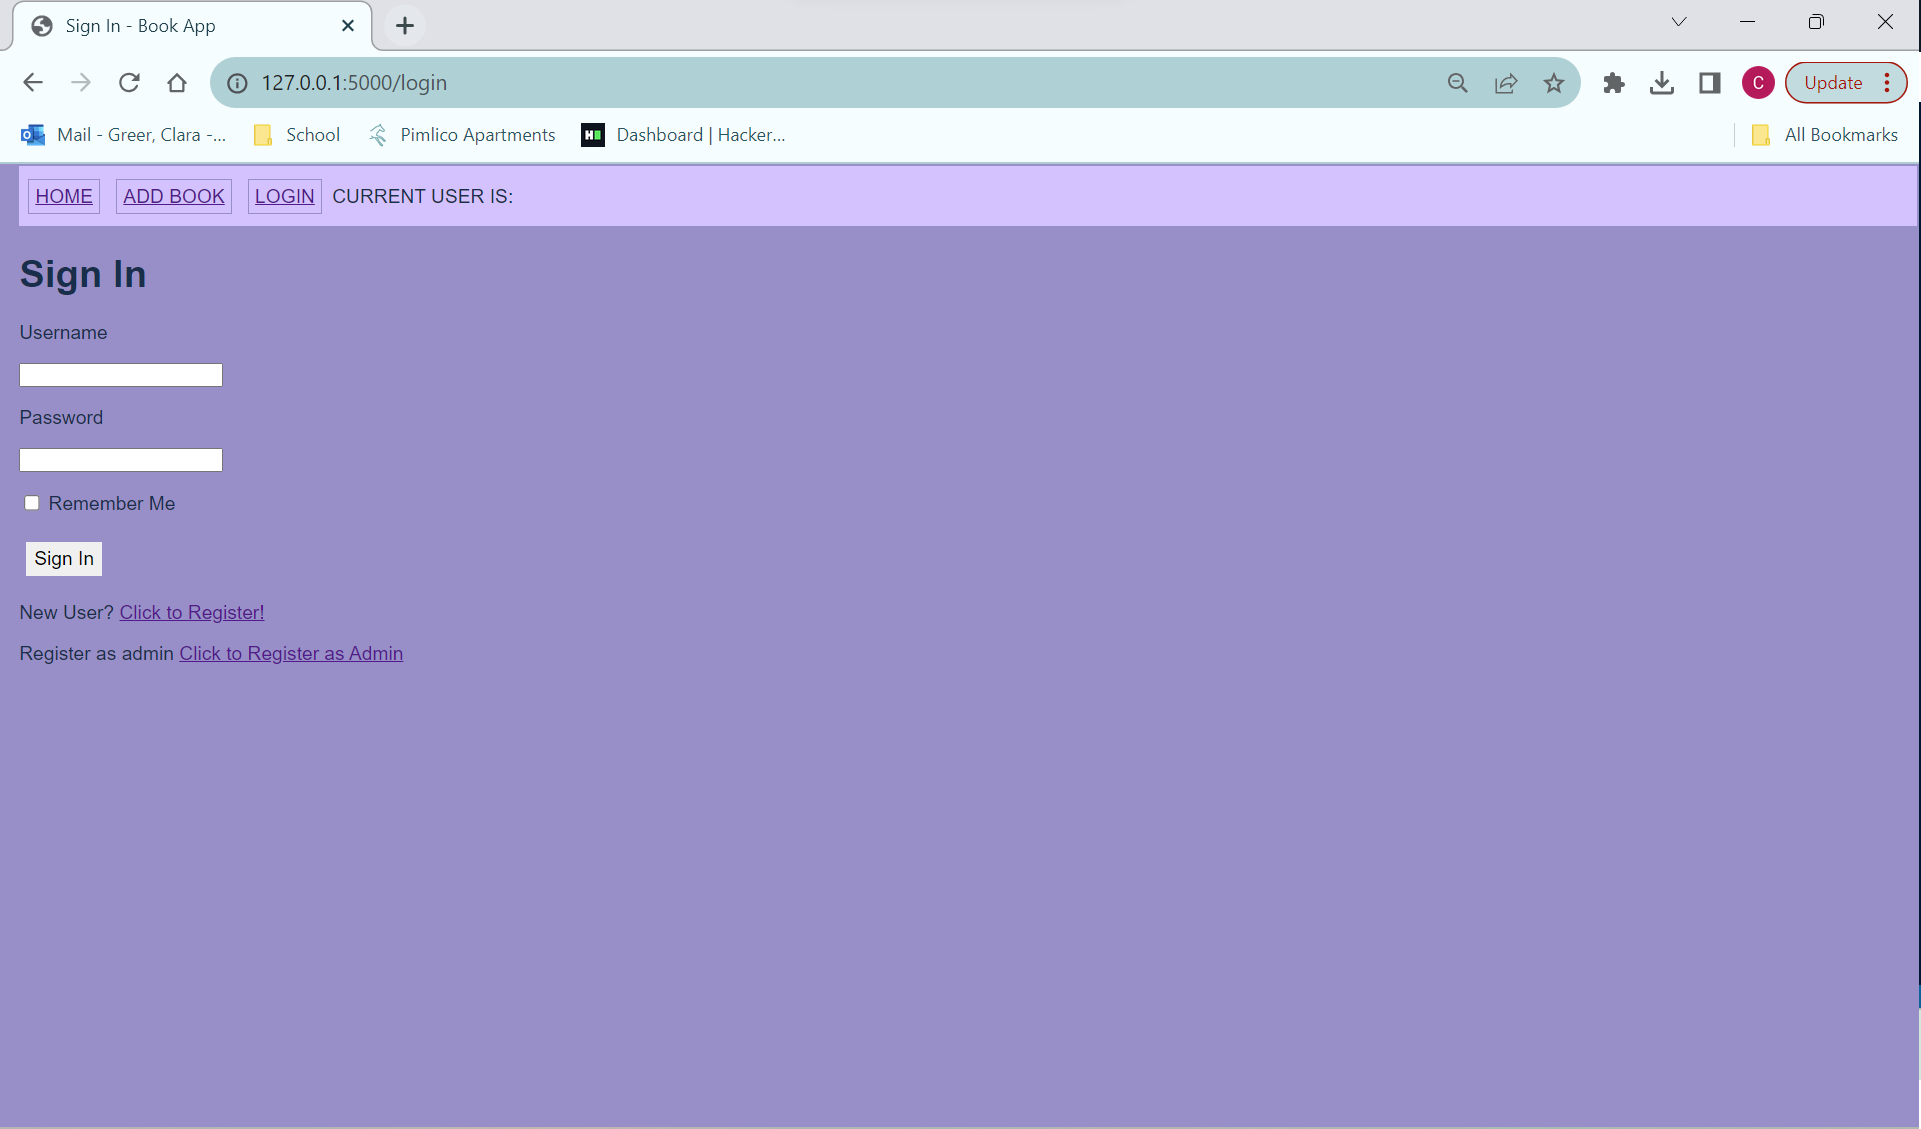 Sign In - Book App
127.0.0.1:5000/login
C
Update
Mail - Greer, Clara -...
School
Pimlico Apartments
Dashboard | Hacker...
All Bookmarks
HOME ADD BOOK LOGIN CURRENT USER IS:
Sign In
Username
Password
Remember Me
Sign In
New User? Click to Register!
Register as admin Click to Register as Admin